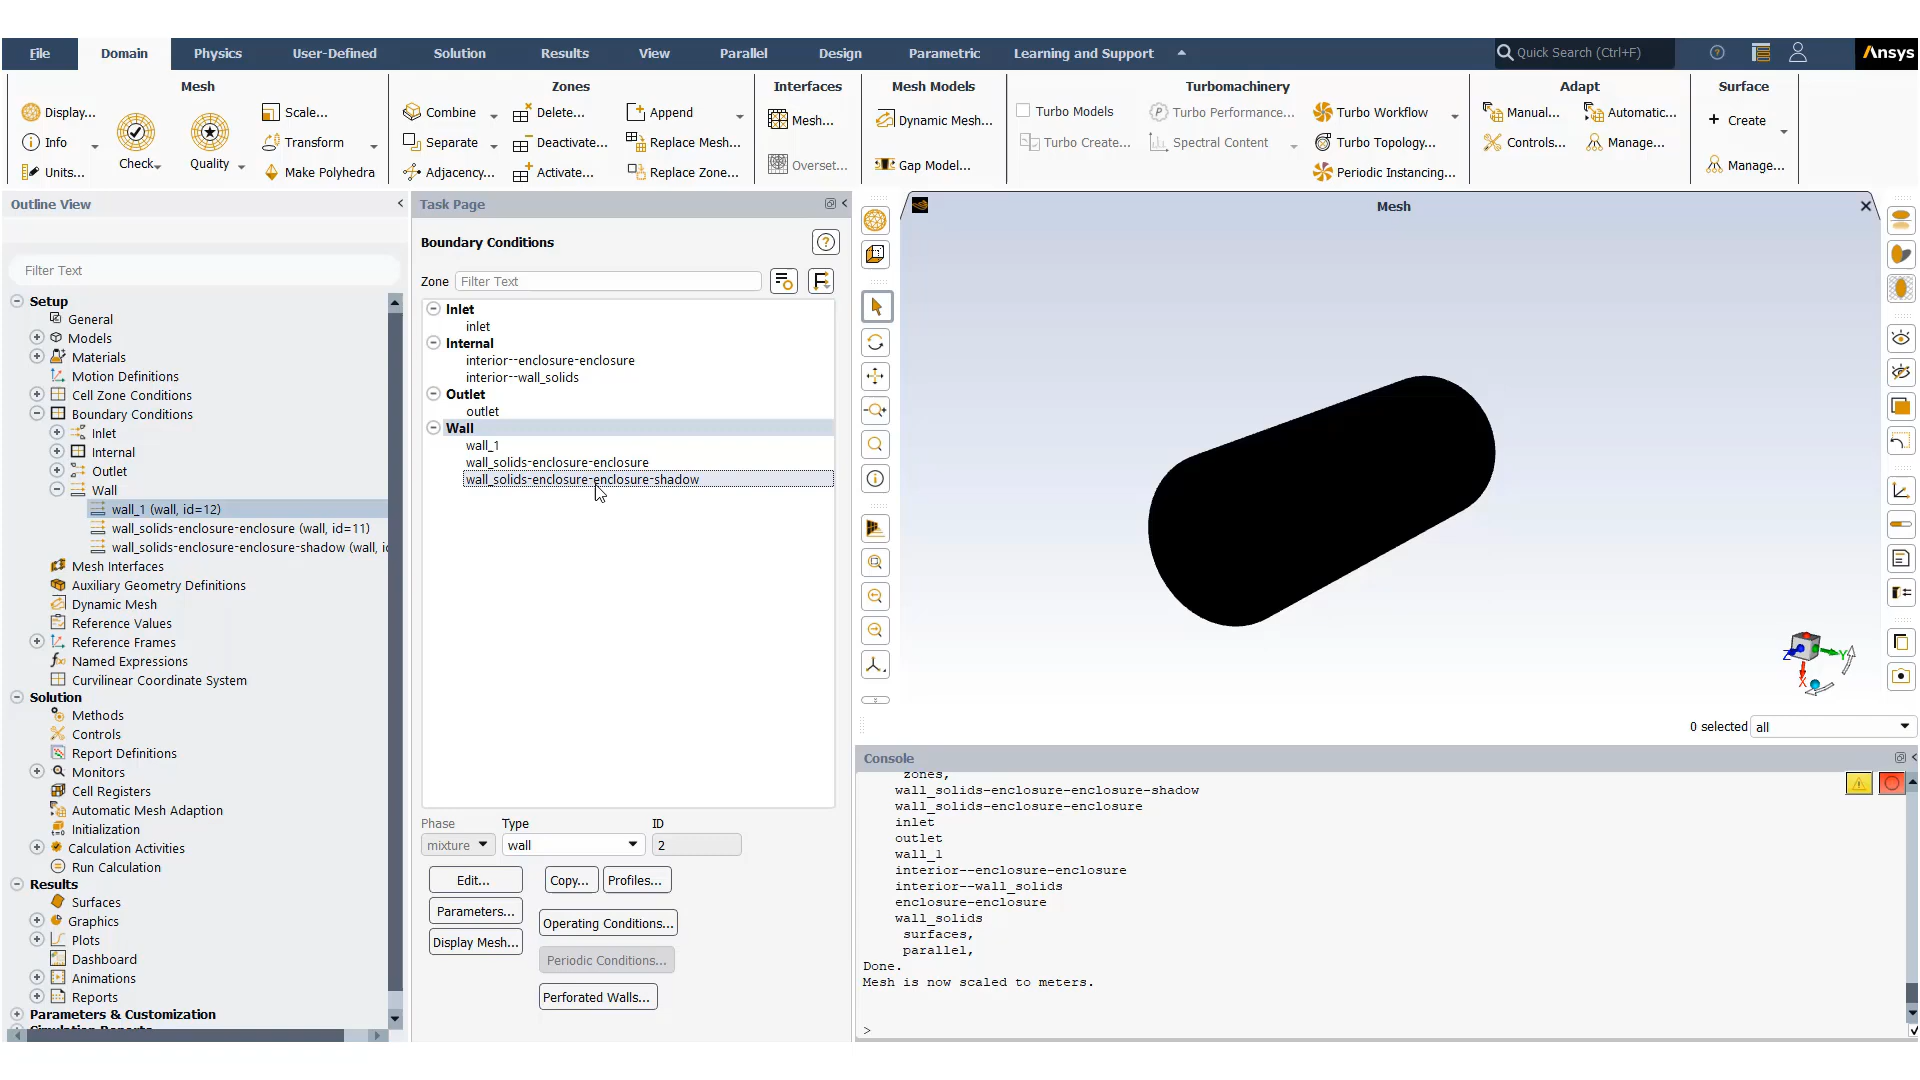 File Domain Physics User-Defined Solution Results View Parallel Design Parametric Learning and Support Quick Search (Ctrl+F) Ansys
Mesh Zones Interfaces Mesh Models Turbomachinery Adapt Surface
Display... Check Quality Scale... Combine Delete... Append Mesh... Dynamic Mesh... Turbo Models Turbo Performance... Turbo Workflow Manual... Automatic... Create
Info Transform Separate Deactivate... Replace Mesh... Turbo Create... Spectral Content Turbo Topology... Controls... Manage...
Units... Make Polyhedra Adjacency... Activate... Replace Zone... Overset... Gap Model... Periodic Instancing... Manage...
Outline View
Filter Text
Setup
General
Models
Materials
Motion Definitions
Cell Zone Conditions
Boundary Conditions
Inlet
Internal
Outlet
Wall
wall_1 (wall, id=12)
wall_solids-enclosure-enclosure (wall, id=11)
wall_solids-enclosure-enclosure-shadow (wall, i
Mesh Interfaces
Auxiliary Geometry Definitions
Dynamic Mesh
Reference Values
Reference Frames
Named Expressions
Curvilinear Coordinate System
Solution
Methods
Controls
Report Definitions
Monitors
Cell Registers
Automatic Mesh Adaption
Initialization
Calculation Activities
Run Calculation
Results
Surfaces
Graphics
Plots
Dashboard
Animations
Reports
Parameters & Customization
Task Page
Boundary Conditions
Zone Filter Text
Inlet
inlet
Internal
interior--enclosure-enclosure
interior--wall_solids
Outlet
outlet
Wall
wall_1
wall_solids-enclosure-enclosure
wall_solids-enclosure-enclosure-shadow
Phase Type ID
mixture wall 2
Edit... Copy... Profiles...
Parameters... Operating Conditions...
Display Mesh... Periodic Conditions...
Perforated Walls...
Mesh
Z Y X
0 selected all
Console
zones,
wall_solids-enclosure-enclosure-shadow
wall_solids-enclosure-enclosure
inlet
outlet
wall_1
interior--enclosure-enclosure
interior--wall_solids
enclosure-enclosure
wall_solids
surfaces,
parallel,
Done.
Mesh is now scaled to meters.
>